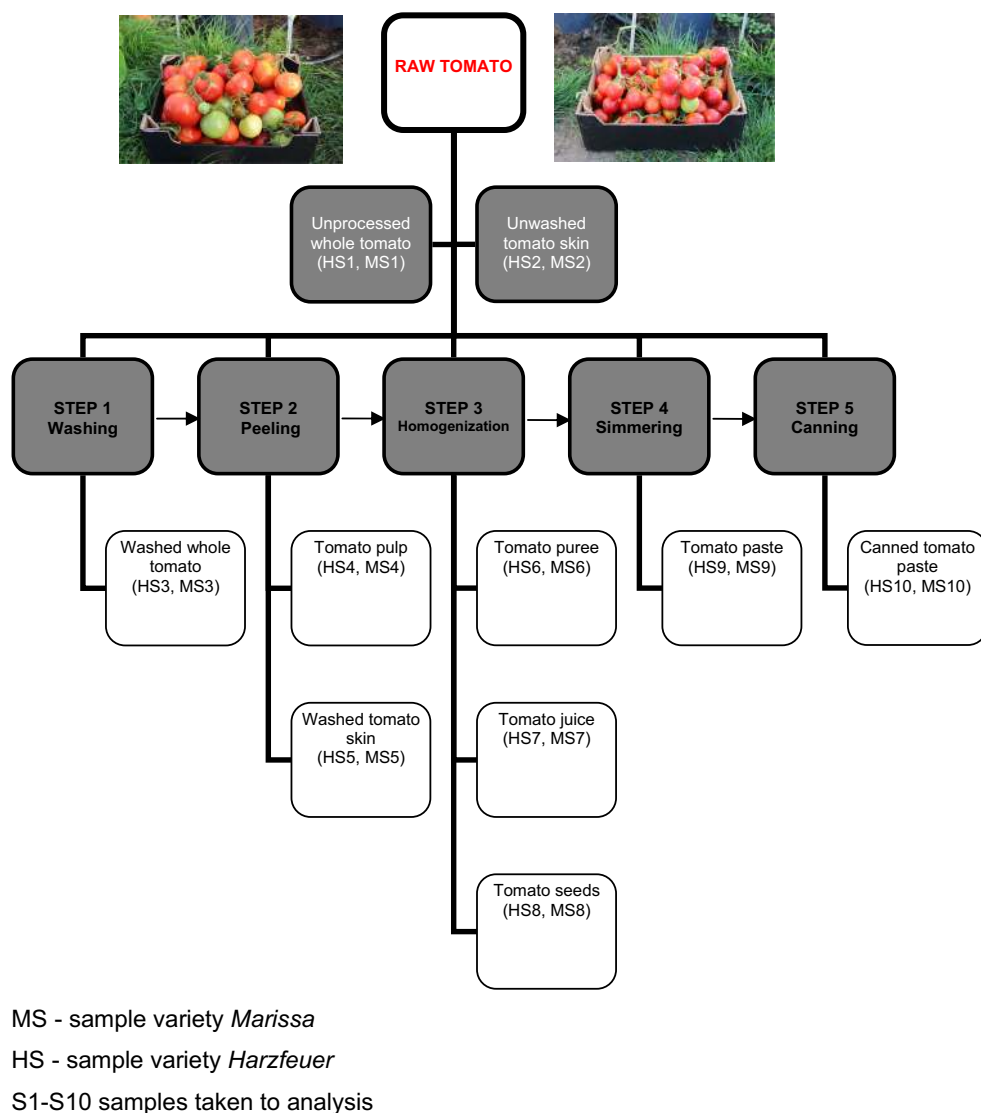 RAW TOMATO
Unprocessed
whole tomato
(HS1, MS1)
Unwashed
tomato skin
(HS2, MS2)
STEP 1
Washing
STEP 2
Peeling
STEP 3
Homogenization
STEP 4
Simmering
STEP 5
Canning
Washed whole
tomato
(HS3, MS3)
Tomato pulp
(HS4, MS4)
Tomato puree
(HS6, MS6)
Tomato paste
(HS9, MS9)
Canned tomato
paste
(HS10, MS10)
Washed tomato
skin
(HS5, MS5)
Tomato juice
(HS7, MS7)
Tomato seeds
(HS8, MS8)
MS - sample variety Marissa
HS - sample variety Harzfeuer
S1-S10 samples taken to analysis